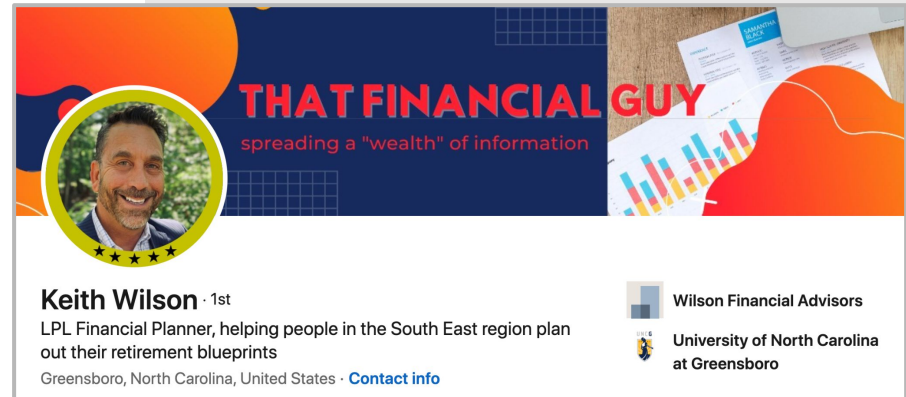 THAT FINANCIAL GUY
spreading a "wealth" of information
SAMANTHA
BLACK
Keith Wilson · 1st
LPL Financial Planner, helping people in the South East region plan
out their retirement blueprints
Greensboro, North Carolina, United States · Contact info
Wilson Financial Advisors
UNCG
University of North Carolina
at Greensboro